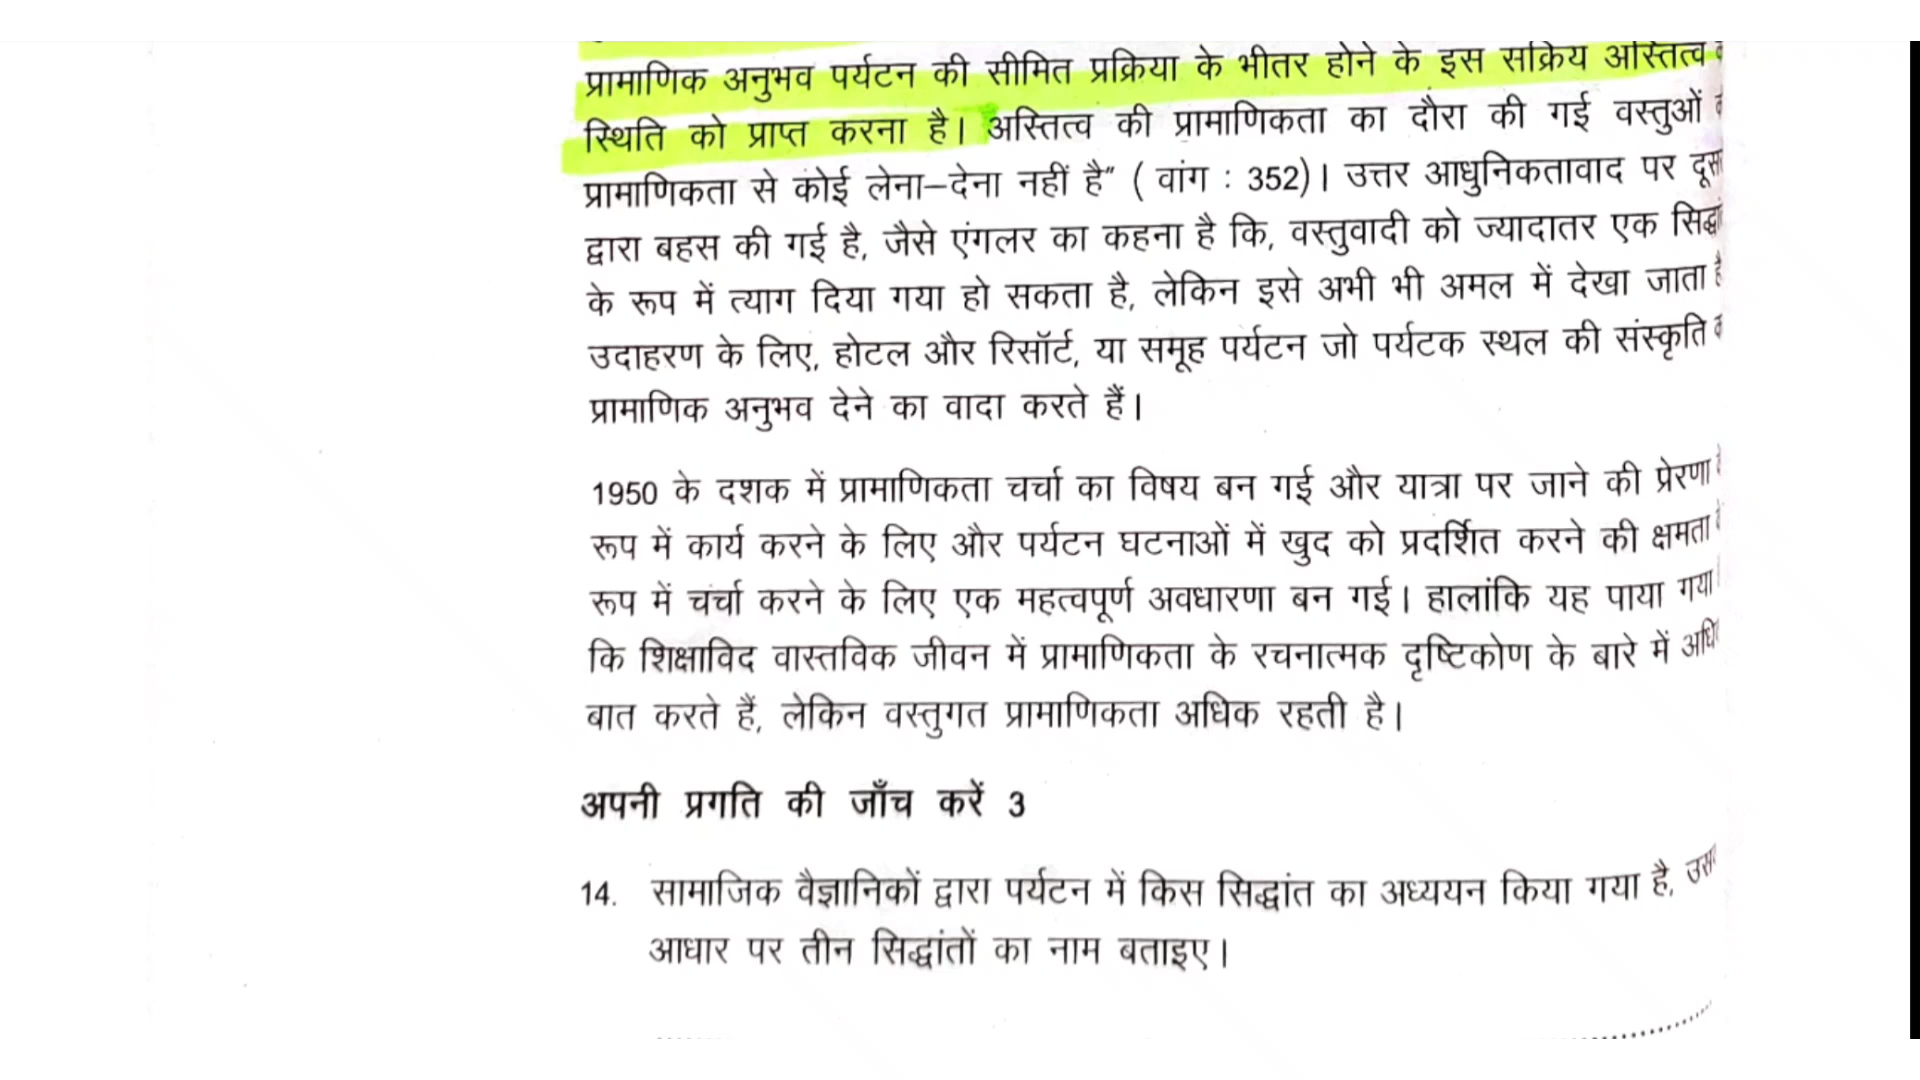 प्रामाणिक अनुभव पर्यटन की सीमित प्रक्रिया के भीतर होने के इस सक्रिय अस्तित्व
स्थिति को प्राप्त करना है। अस्तित्व की प्रामाणिकता का दौरा की गई वस्तुओं
प्रामाणिकता से कोई लेना–देना नहीं है" ( वांग : 352)। उत्तर आधुनिकतावाद पर
द्वारा बहस की गई है, जैसे एंगलर का कहना है कि, वस्तुवादी को ज्यादातर एक
के रूप में त्याग दिया गया हो सकता है, लेकिन इसे अभी भी अमल में देखा जाता
उदाहरण के लिए, होटल और रिसॉर्ट, या समूह पर्यटन जो पर्यटक स्थल की संस्कृति
प्रामाणिक अनुभव देने का वादा करते हैं।
1950 के दशक में प्रामाणिकता चर्चा का विषय बन गई और यात्रा पर जाने की प्रेरणा
रूप में कार्य करने के लिए और पर्यटन घटनाओं में खुद को प्रदर्शित करने की क्षमता
रूप में चर्चा करने के लिए एक महत्वपूर्ण अवधारणा बन गई। हालांकि यह पाया गया
कि शिक्षाविद वास्तविक जीवन में प्रामाणिकता के रचनात्मक दृष्टिकोण के बारे में
बात करते हैं, लेकिन वस्तुगत प्रामाणिकता अधिक रहती है।
अपनी प्रगति की जाँच करें 3
14. सामाजिक वैज्ञानिकों द्वारा पर्यटन में किस सिद्धांत का अध्ययन किया गया है,
आधार पर तीन सिद्धांतों का नाम बताइए।